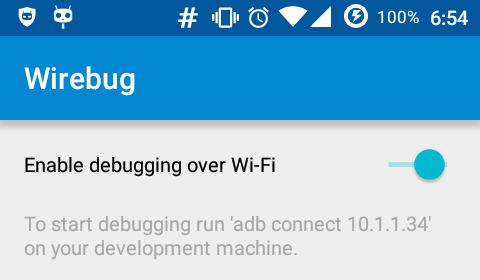 # 100% 6:54
Wirebug
Enable debugging over Wi-Fi
To start debugging run 'adb connect 10.1.1.34'
on your development machine.